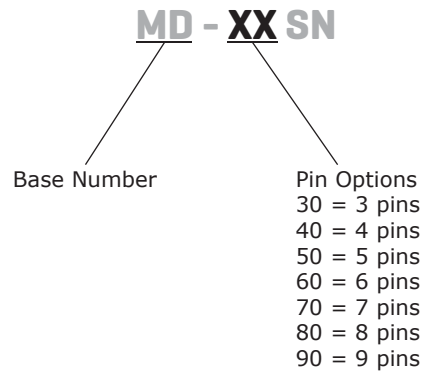 MD - XX SN
Base Number
Pin Options
30 = 3 pins
40 = 4 pins
50 = 5 pins
60 = 6 pins
70 = 7 pins
80 = 8 pins
90 = 9 pins